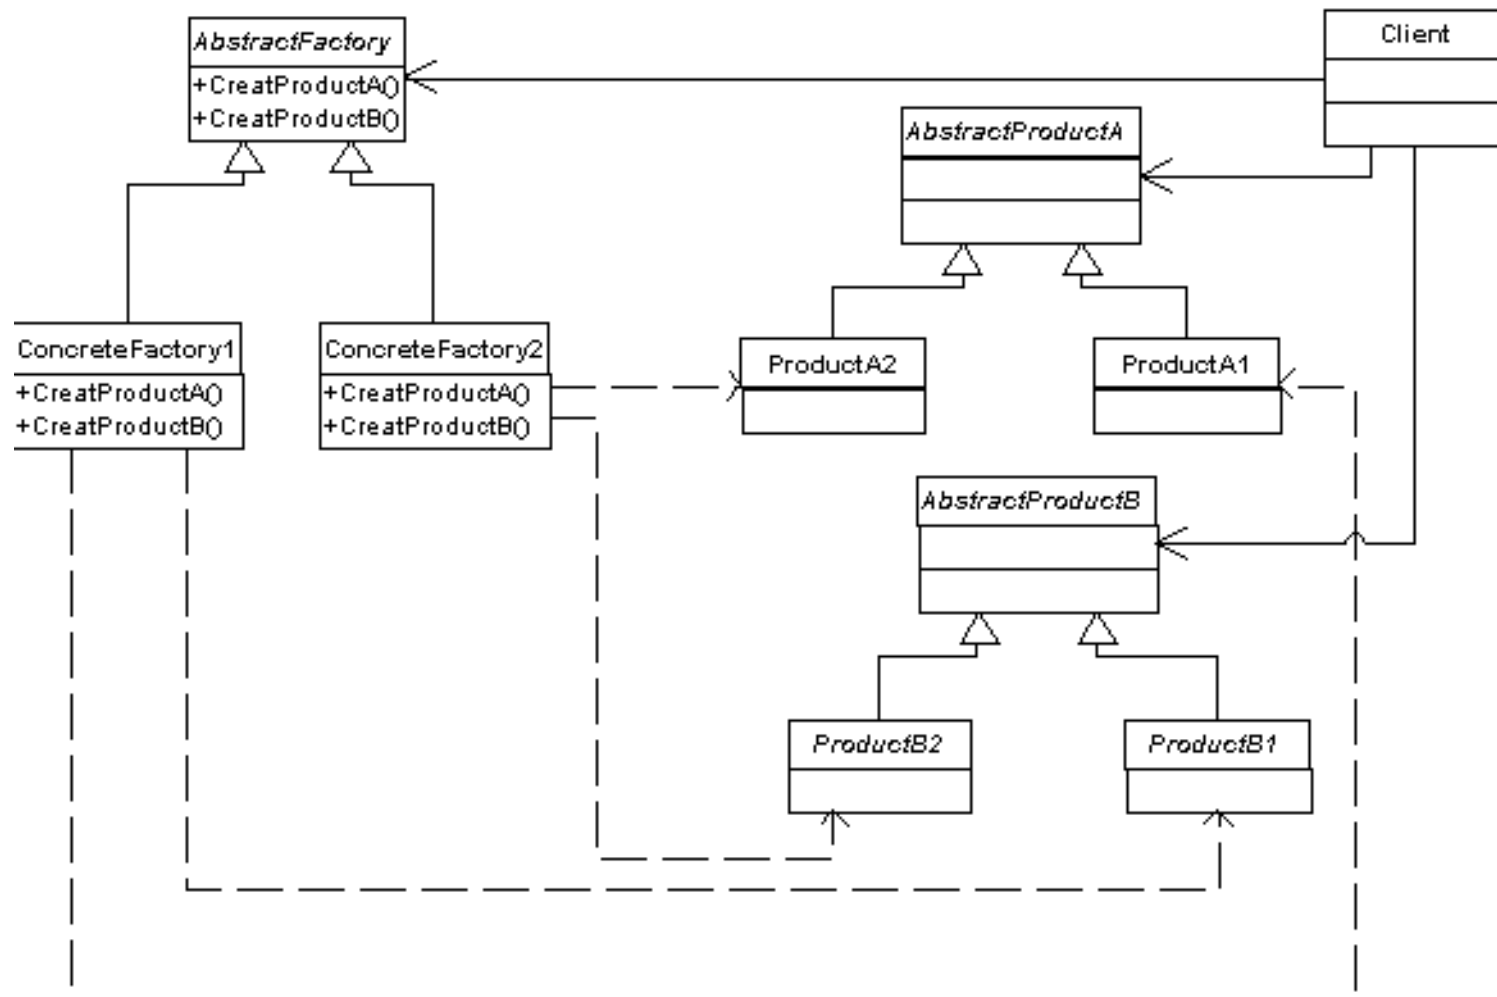 AbstractFactory
+CreatProductA()
+CreatProductB()
Client
AbstractProductA
ConcreteFactory1
+CreatProductA()
+CreatProductB()
ConcreteFactory2
+CreatProductA()
+CreatProductB()
ProductA2
ProductA1
AbstractProductB
ProductB2
ProductB1